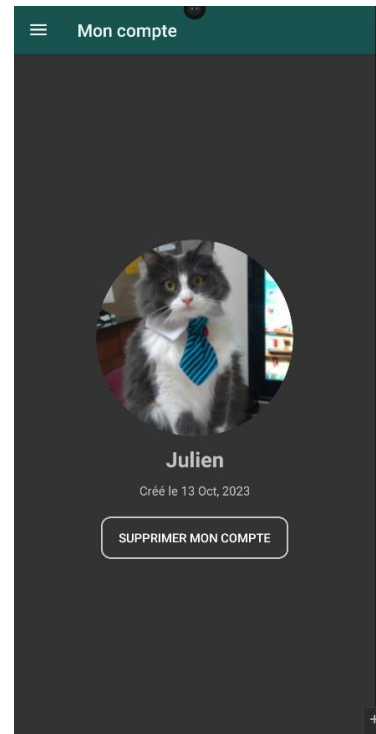 Mon compte
Julien
Créé le 13 Oct, 2023
SUPPRIMER MON COMPTE